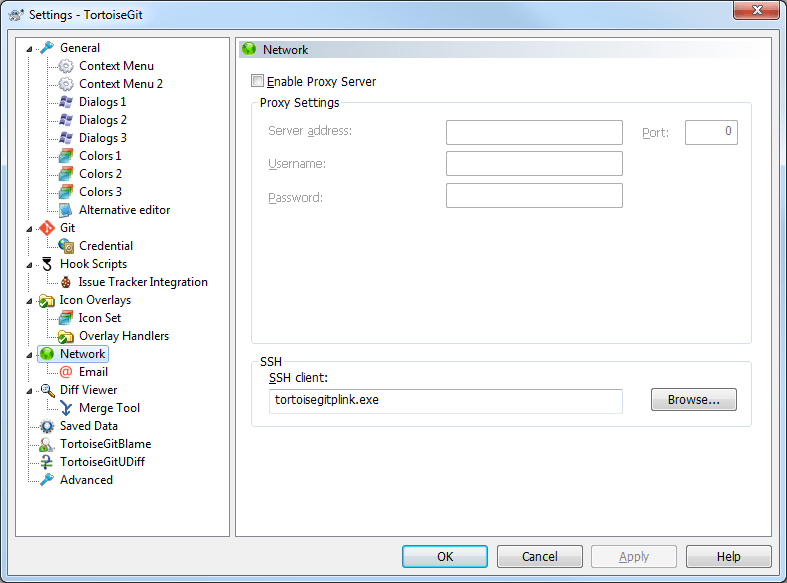 Settings - TortoiseGit
General
Context Menu
Context Menu 2
Dialogs 1
Dialogs 2
Dialogs 3
Colors 1
Colors 2
Colors 3
Alternative editor
Git
Credential
Hook Scripts
Issue Tracker Integration
Icon Overlays
Icon Set
Overlay Handlers
Network
Email
Diff Viewer
Merge Tool
Saved Data
TortoiseGitBlame
TortoiseGitUDiff
Advanced
Network
Enable Proxy Server
Proxy Settings
Server address:
Port:
0
Username:
Password:
SSH
SSH client:
tortoisegitplink.exe
Browse...
OK
Cancel
Apply
Help